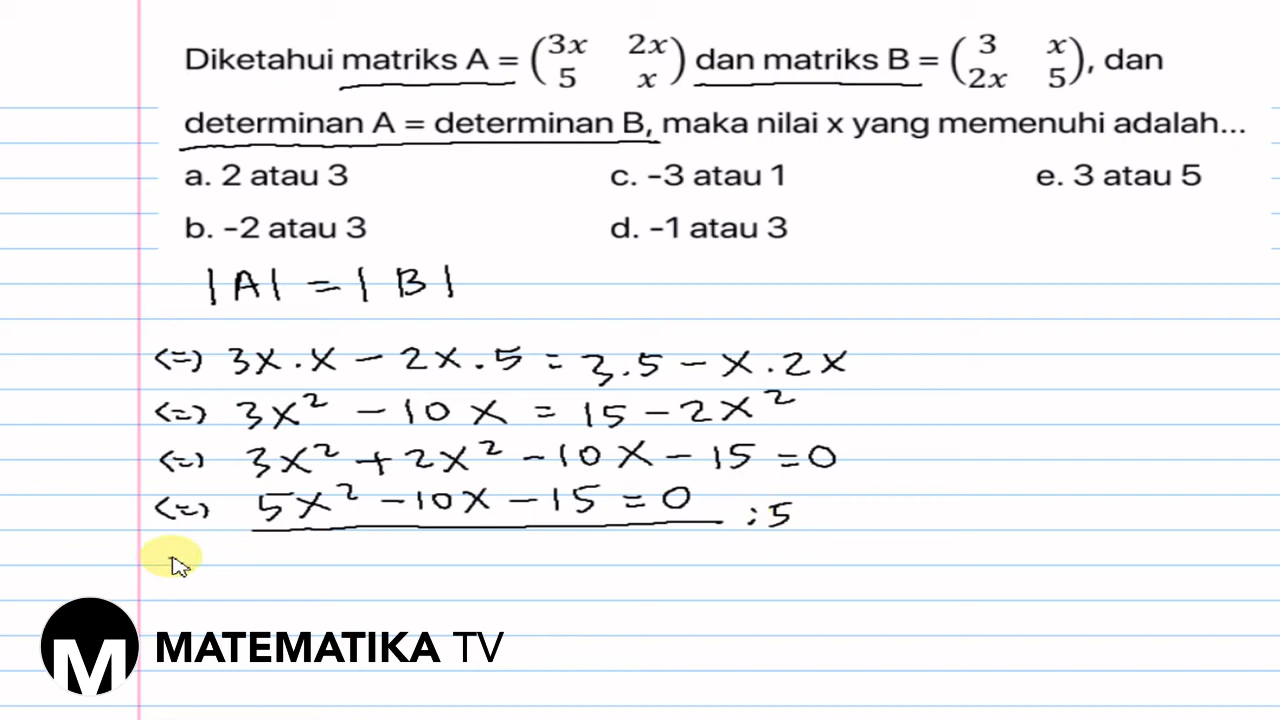 Diketahui matriks A = (3x 2x
5 x) dan matriks B = (3 x
2x 5), dan
determinan A = determinan B, maka nilai x yang memenuhi adalah...
a. 2 atau 3 c. -3 atau 1 e. 3 atau 5
b. -2 atau 3 d. -1 atau 3
|A| = |B|
<=> 3x.x - 2x.5 = 3.5 - x.2x
<=> 3x² - 10x = 15 - 2x²
<=> 3x² + 2x² - 10x - 15 = 0
<=> 5x² - 10x - 15 = 0 :5
M MATEMATIKA TV